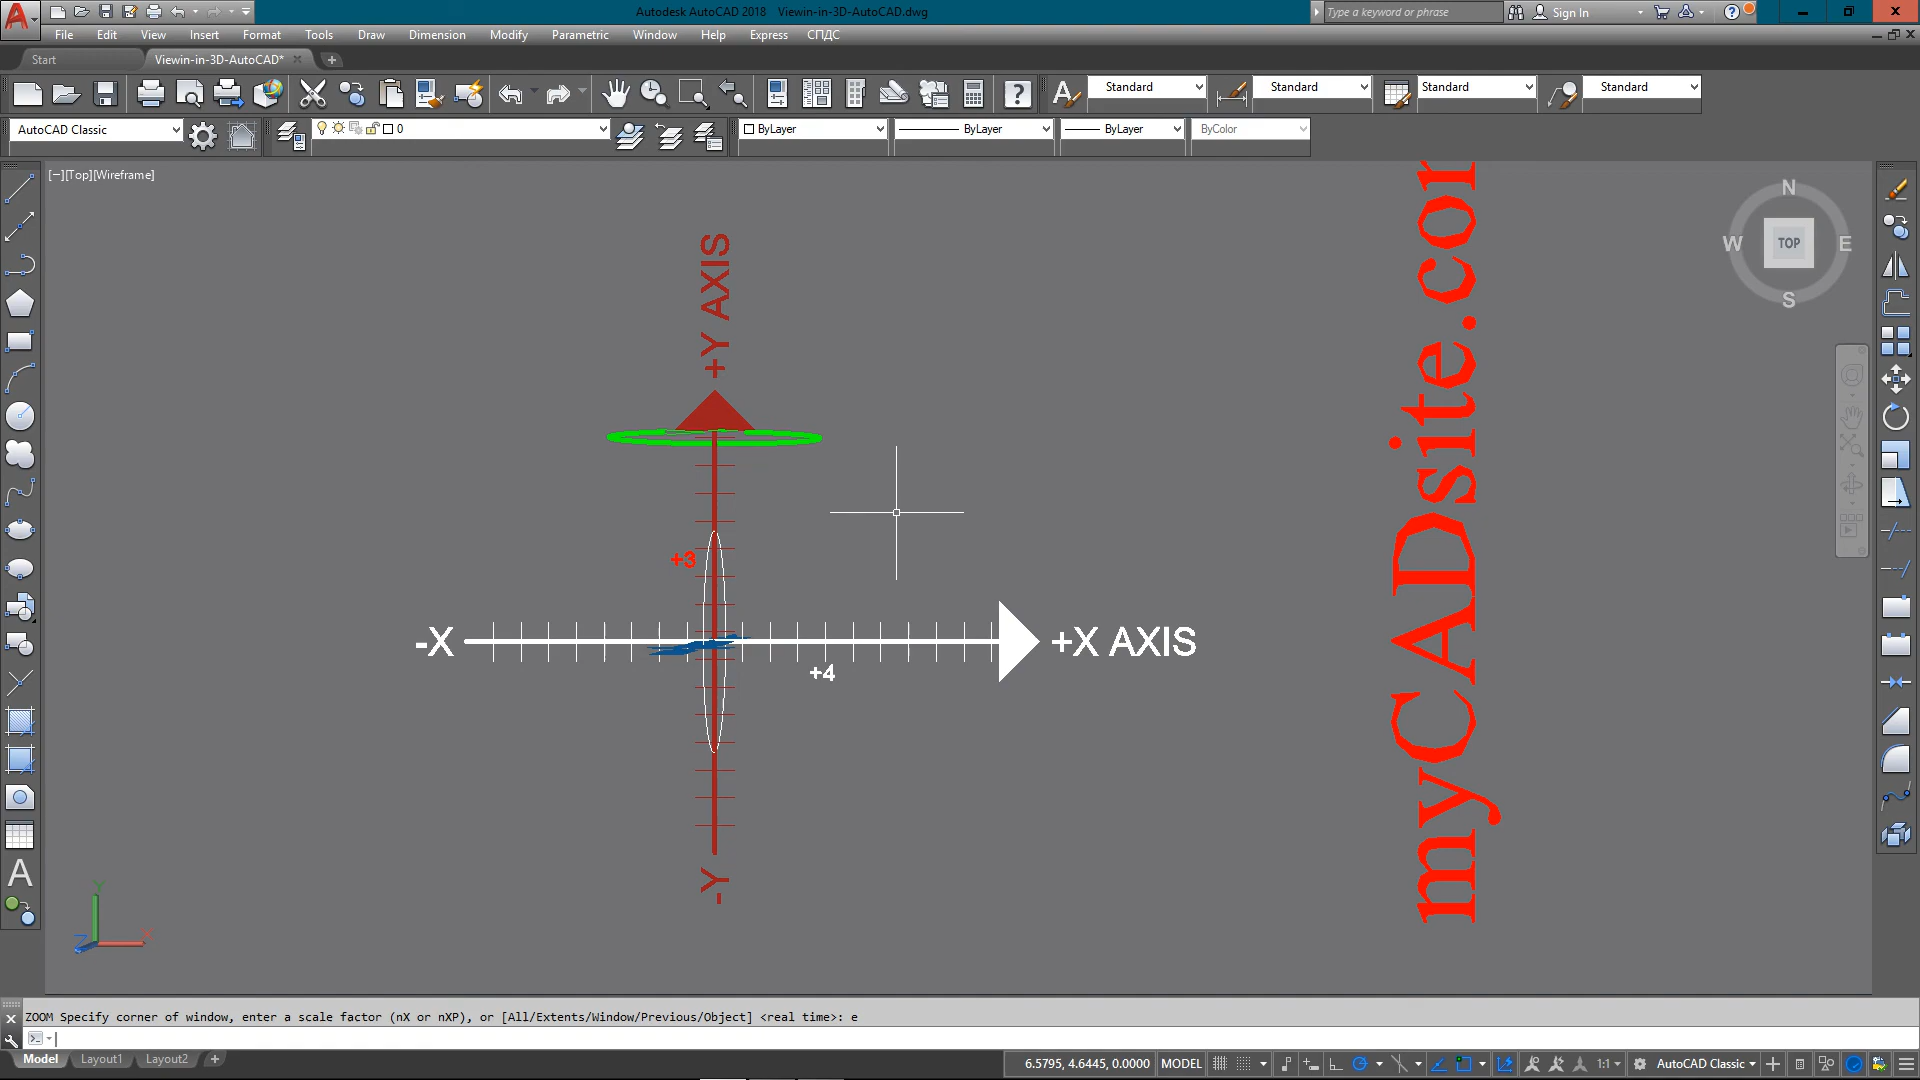 Autodesk AutoCAD 2018 Viewin-in-3D-AutoCAD.dwg
Type a keyword or phrase
Sign In
File Edit View Insert Format Tools Draw Dimension Modify Parametric Window Help Express СПДС
Start
Viewin-in-3D-AutoCAD*
Standard
Standard
Standard
Standard
AutoCAD Classic
0
ByLayer
ByLayer
ByLayer
ByColor
[−][Top][Wireframe]
N
W
TOP
E
S
+Y AXIS
+3
-X
+X AXIS
+4
-Y
myCADsite.com
Y
Z
X
A
ZOOM Specify corner of window, enter a scale factor (nX or nXP), or [All/Extents/Window/Previous/Object] <real time>: e
Model Layout1 Layout2
6.5795, 4.6445, 0.0000 MODEL
1:1
AutoCAD Classic